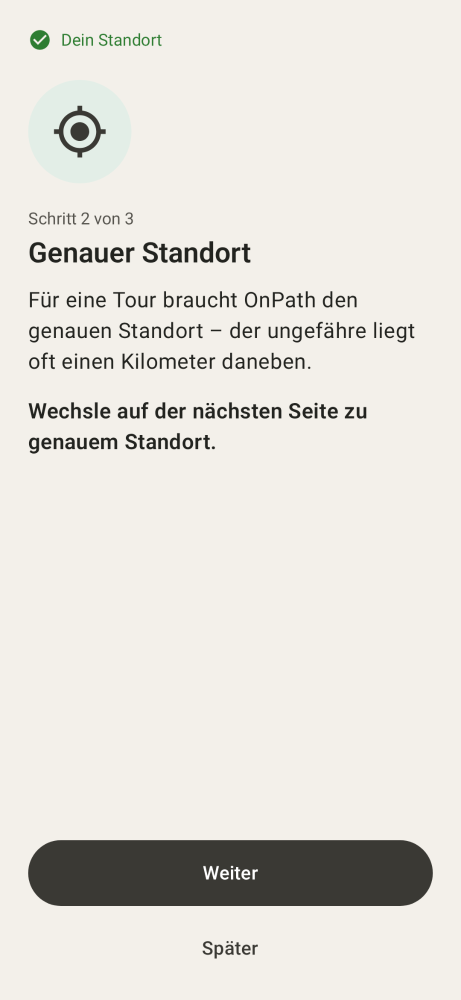 Dein Standort
Schritt 2 von 3
Genauer Standort
Für eine Tour braucht OnPath den
genauen Standort – der ungefähre liegt
oft einen Kilometer daneben.
Wechsle auf der nächsten Seite zu
genauem Standort.
Weiter
Später